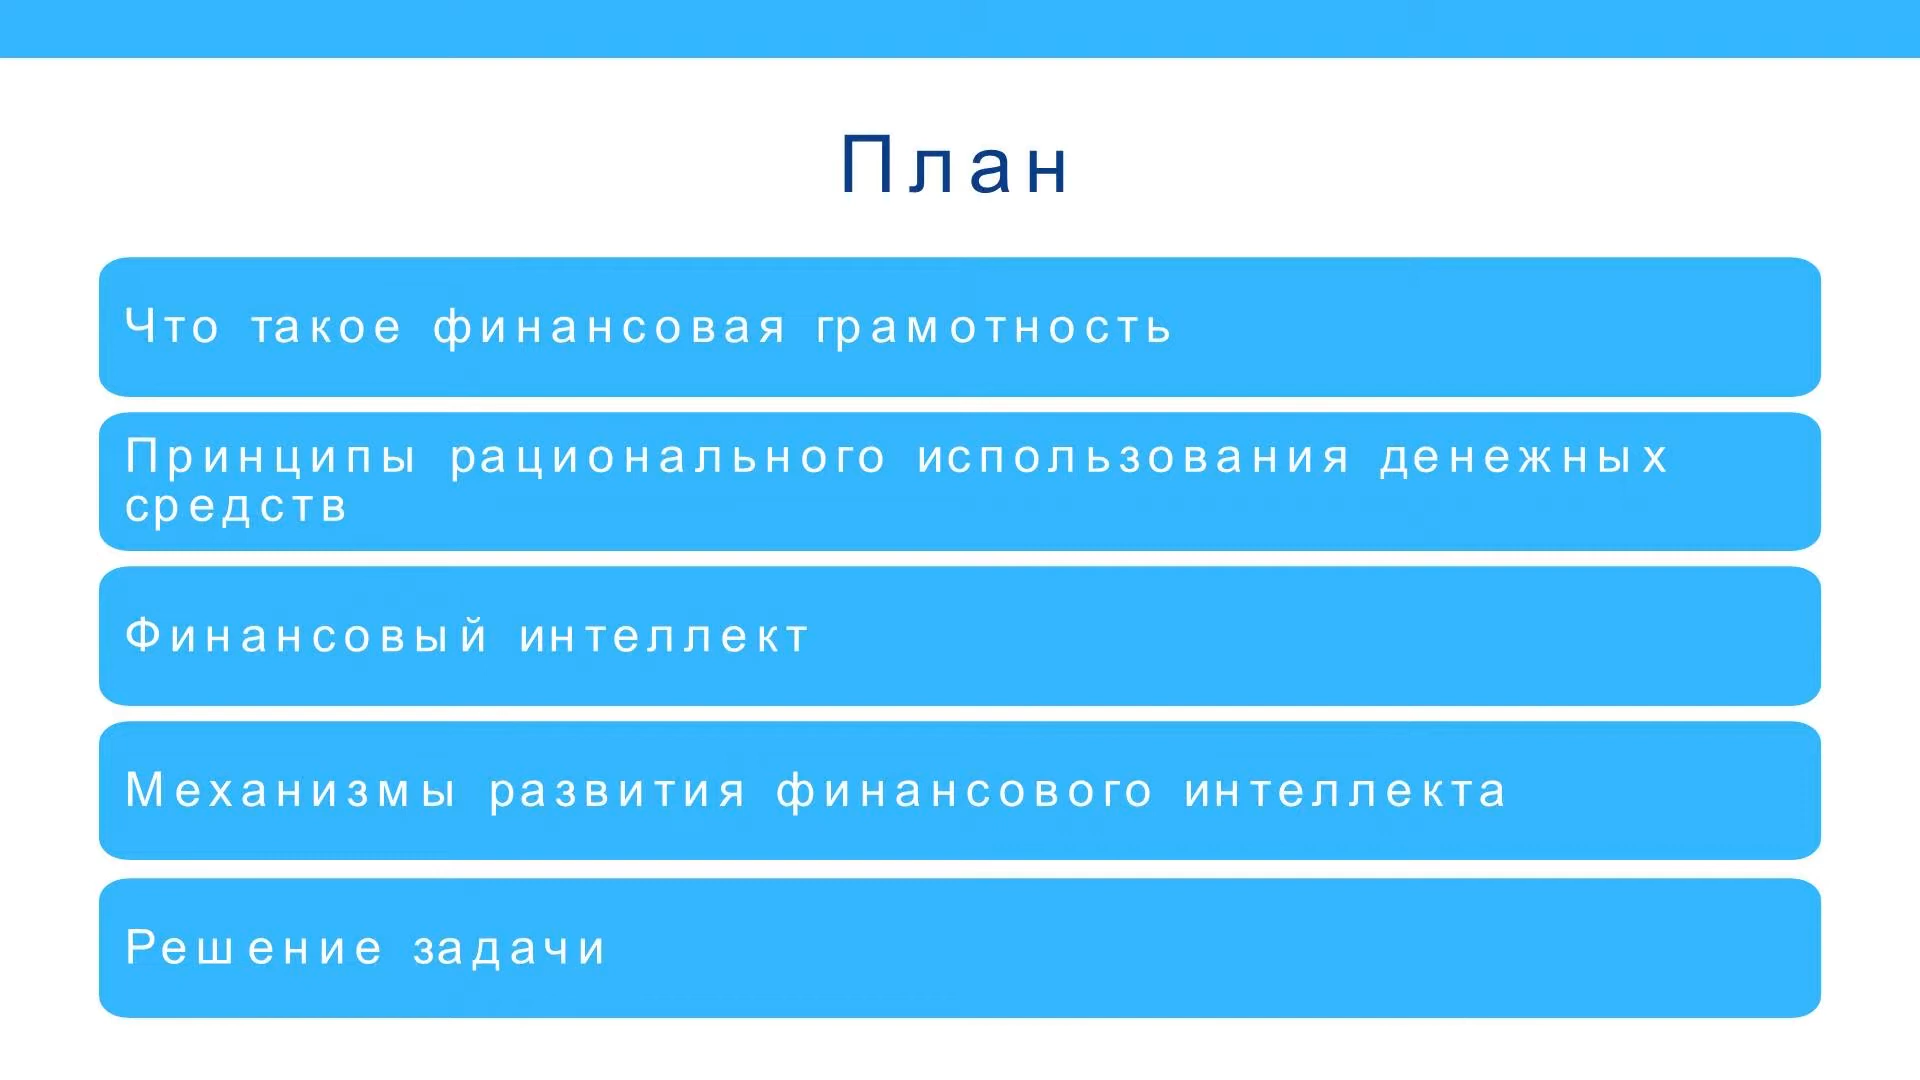 План
Что такое финансовая грамотность
Принципы рационального использования денежных
средств
Финансовый интеллект
Механизмы развития финансового интеллекта
Решение задачи